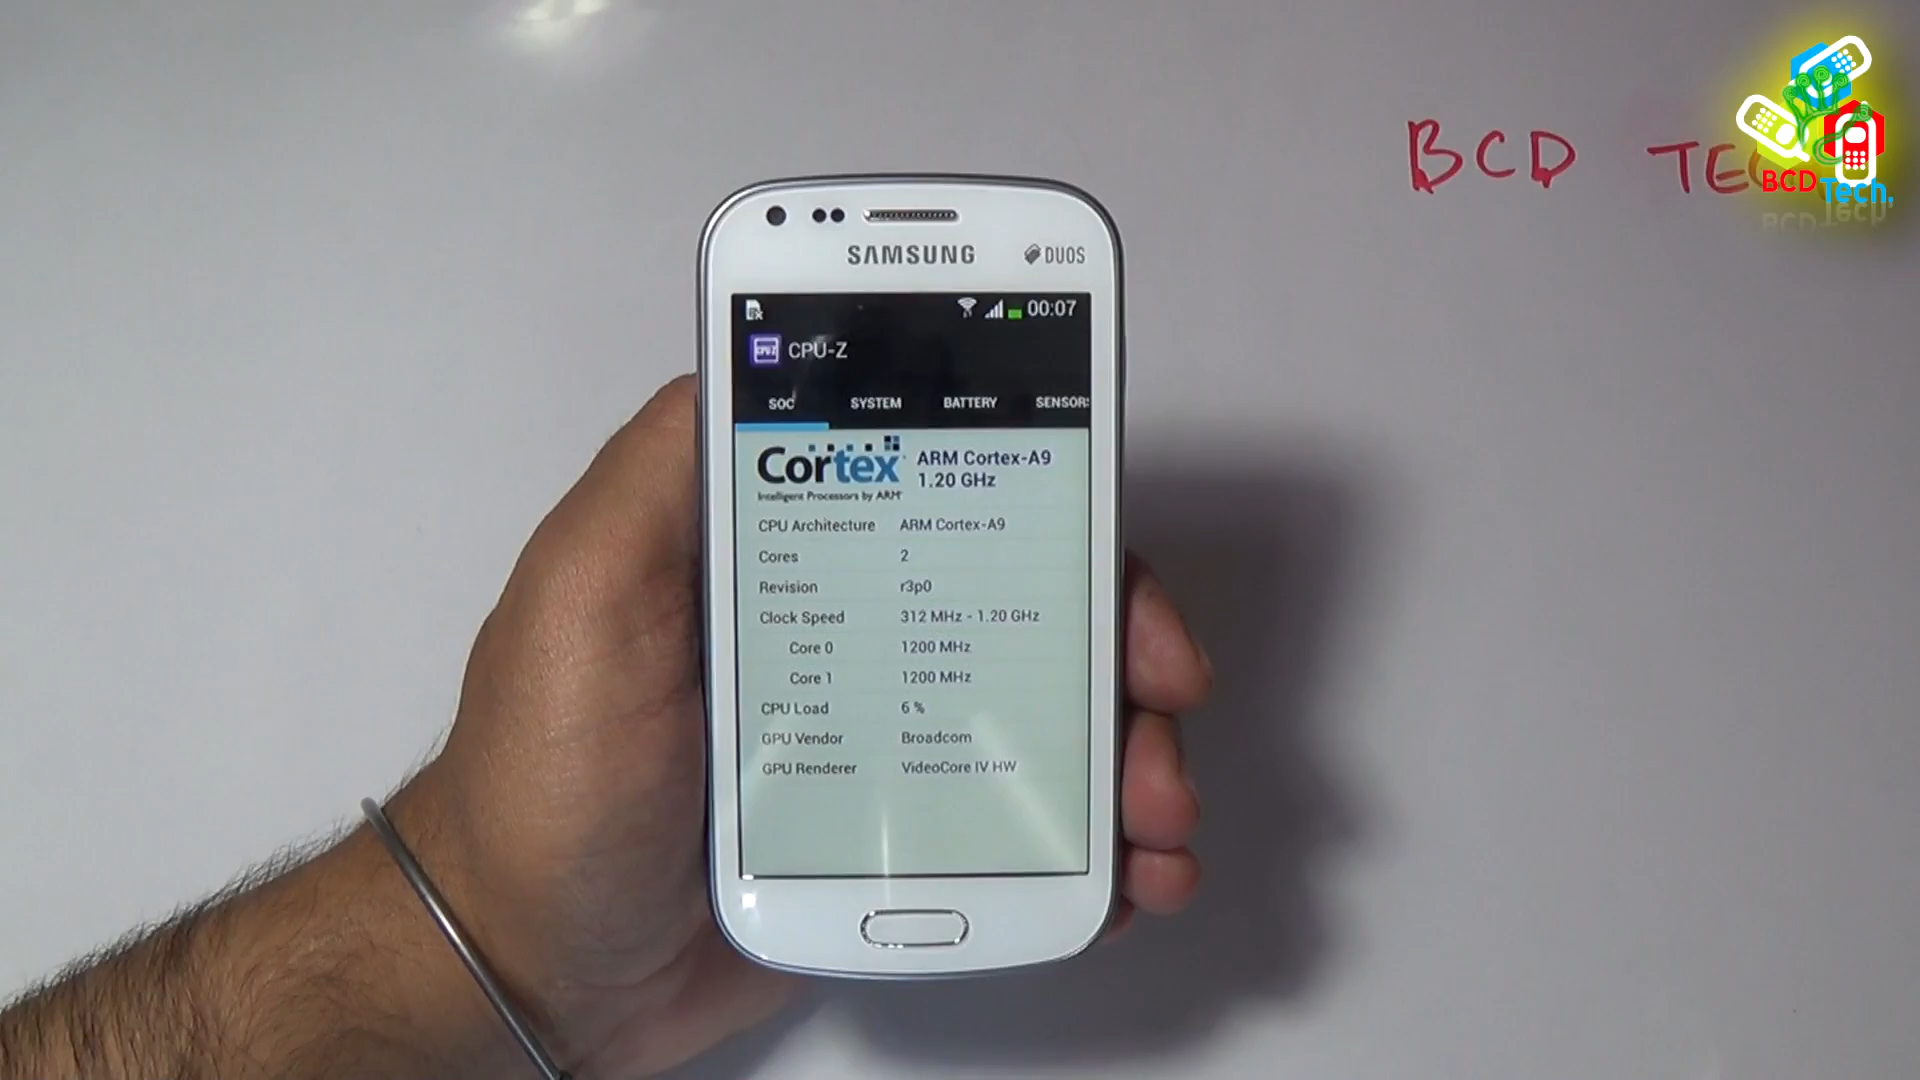 BCD TEC
BCD Tech.
SAMSUNG DUOS
00:07
CPU-Z
SOC SYSTEM BATTERY SENSORS
Cortex
Intelligent Processors by ARM
ARM Cortex-A9
1.20 GHz
CPU Architecture ARM Cortex-A9
Cores 2
Revision r3p0
Clock Speed 312 MHz - 1.20 GHz
Core 0 1200 MHz
Core 1 1200 MHz
CPU Load 6 %
GPU Vendor Broadcom
GPU Renderer VideoCore IV HW